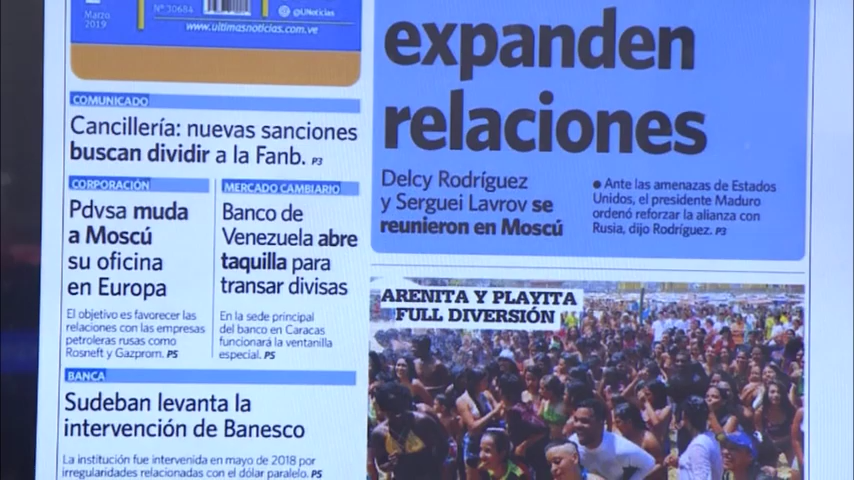 Marzo
2019
Nº 30684
@UNoticias
www.ultimasnoticias.com.ve
expanden
relaciones
Delcy Rodríguez
y Serguei Lavrov se
reunieron en Moscú
● Ante las amenazas de Estados
Unidos, el presidente Maduro
ordenó reforzar la alianza con
Rusia, dijo Rodríguez. P3
COMUNICADO
Cancillería: nuevas sanciones
buscan dividir a la Fanb. P3
CORPORACIÓN
Pdvsa muda
a Moscú
su oficina
en Europa
El objetivo es favorecer las
relaciones con las empresas
petroleras rusas como
Rosneft y Gazprom. P5
MERCADO CAMBIARIO
Banco de
Venezuela abre
taquilla para
transar divisas
En la sede principal
del banco en Caracas
funcionará la ventanilla
especial. P5
BANCA
Sudeban levanta la
intervención de Banesco
La institución fue intervenida en mayo de 2018 por
irregularidades relacionadas con el dólar paralelo. P5
ARENITA Y PLAYITA
FULL DIVERSIÓN